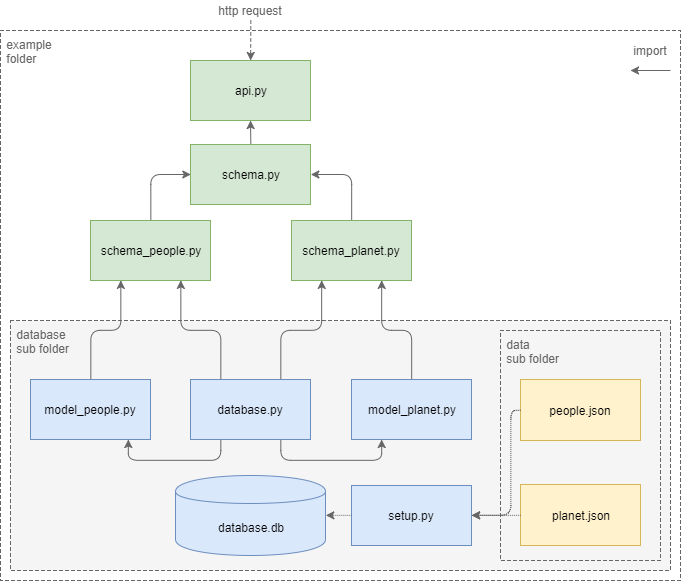 http request
example
folder
import
api.py
schema.py
schema_people.py
schema_planet.py
database
sub folder
data
sub folder
model_people.py
database.py
model_planet.py
people.json
database.db
setup.py
planet.json